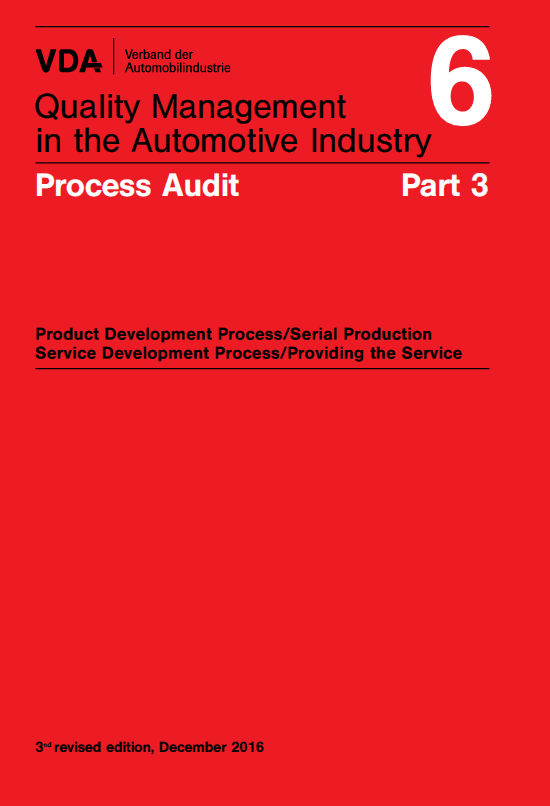 VDA
Verband der
Automobilindustrie
6
Quality Management
in the Automotive Industry
Process Audit
Part 3
Product Development Process/Serial Production
Service Development Process/Providing the Service
3nd revised edition, December 2016